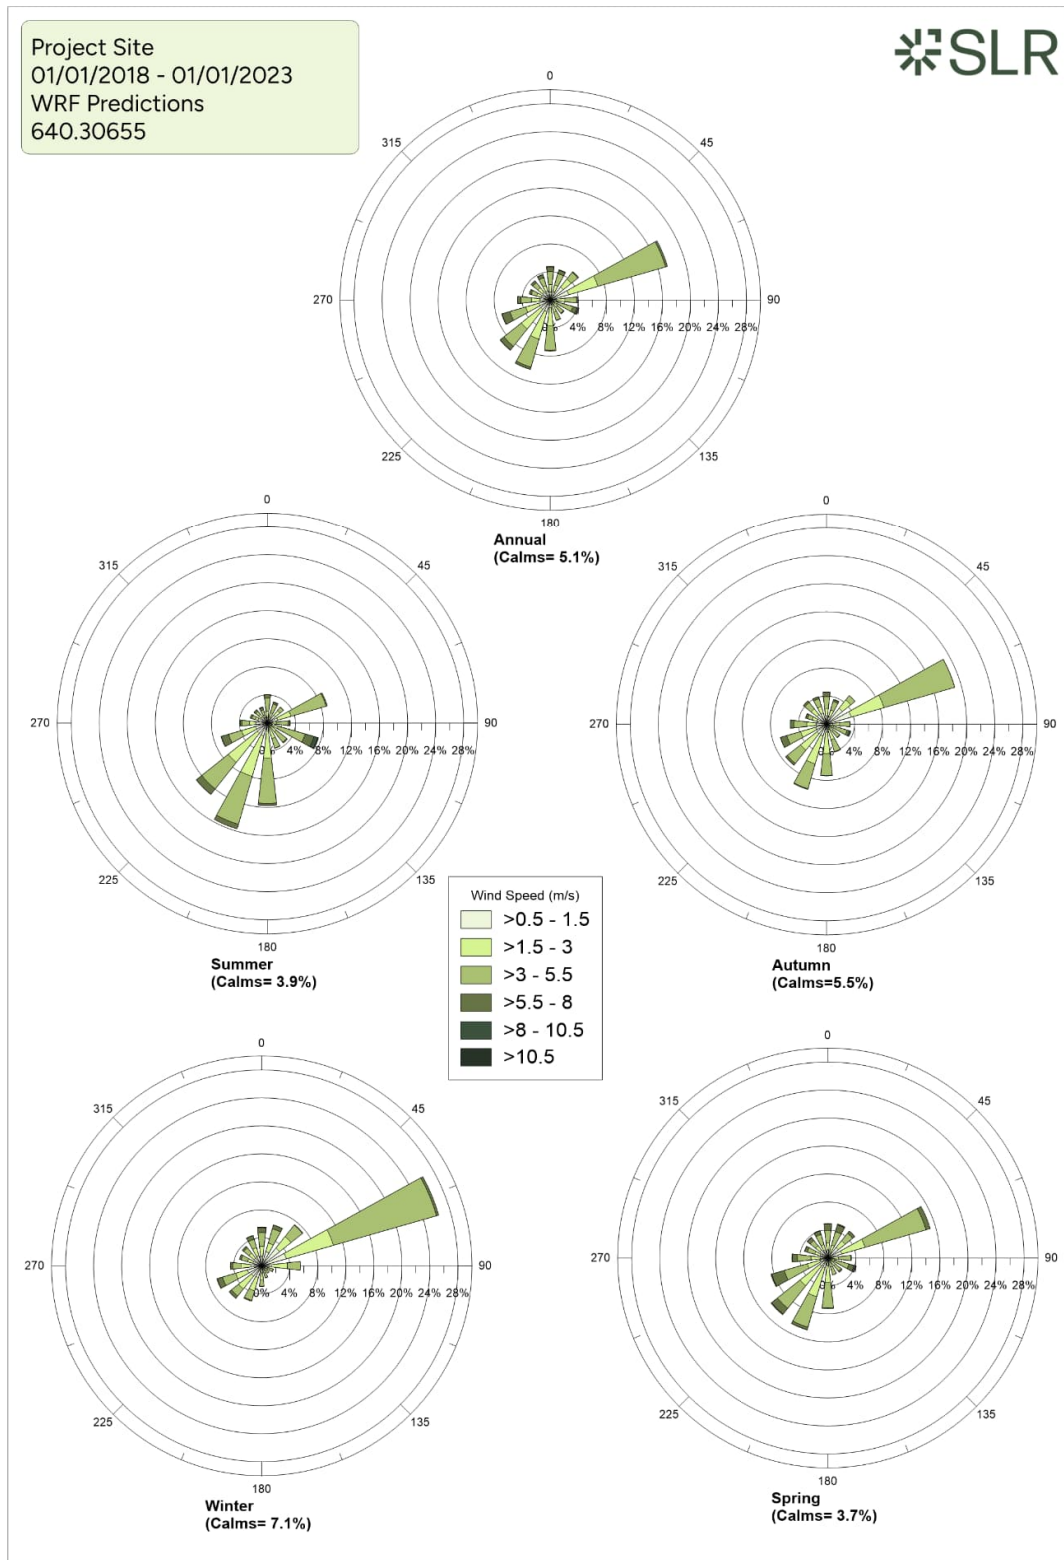 Project Site
01/01/2018 - 01/01/2023
WRF Predictions
640.30655
SLR
0
45
90
135
180
225
270
315
4% 8% 12% 16% 20% 24% 28%
Annual
(Calms= 5.1%)
0
45
90
135
180
225
270
315
4% 8% 12% 16% 20% 24% 28%
Summer
(Calms= 3.9%)
0
45
90
135
180
225
270
315
4% 8% 12% 16% 20% 24% 28%
Autumn
(Calms=5.5%)
Wind Speed (m/s)
>0.5 - 1.5
>1.5 - 3
>3 - 5.5
>5.5 - 8
>8 - 10.5
>10.5
0
45
90
135
180
225
270
315
0% 4% 8% 12% 16% 20% 24% 28%
Winter
(Calms= 7.1%)
0
45
90
135
180
225
270
315
4% 8% 12% 16% 20% 24% 28%
Spring
(Calms= 3.7%)